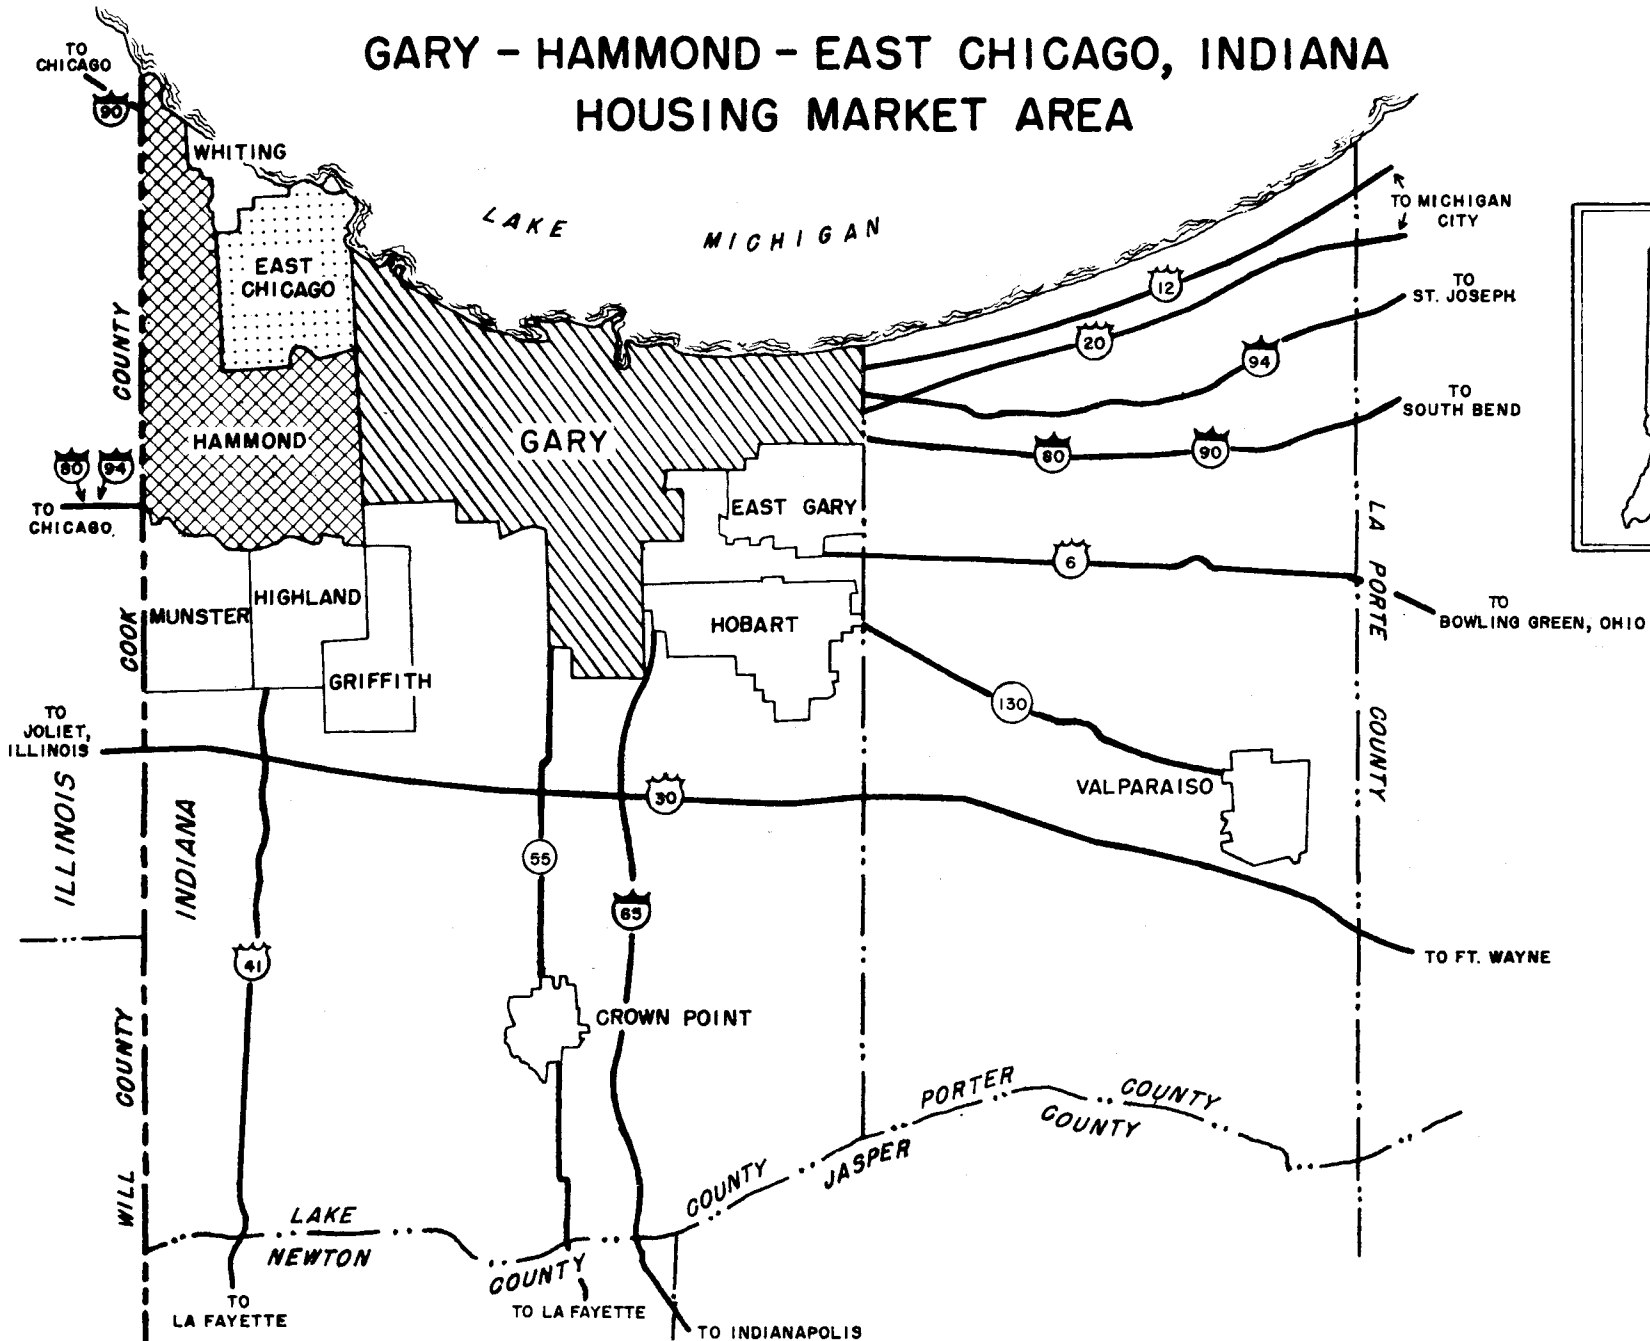 GARY - HAMMOND - EAST CHICAGO, INDIANA
HOUSING MARKET AREA
TO
CHICAGO
90
WHITING
LAKE MICHIGAN
EAST
CHICAGO
TO MICHIGAN
CITY
12
TO
ST. JOSEPH
20
94
TO
SOUTH BEND
COUNTY
HAMMOND
GARY
80
90
80
94
TO
CHICAGO.
EAST GARY
LA PORTE COUNTY
6
TO
BOWLING GREEN, OHIO
COOK
MUNSTER
HIGHLAND
HOBART
GRIFFITH
130
TO
JOLIET,
ILLINOIS
ILLINOIS
INDIANA
30
VALPARAISO
55
65
41
TO FT. WAYNE
CROWN POINT
WILL COUNTY
PORTER COUNTY
COUNTY
JASPER
COUNTY
LAKE
NEWTON
COUNTY
TO
LA FAYETTE
TO LA FAYETTE
TO INDIANAPOLIS